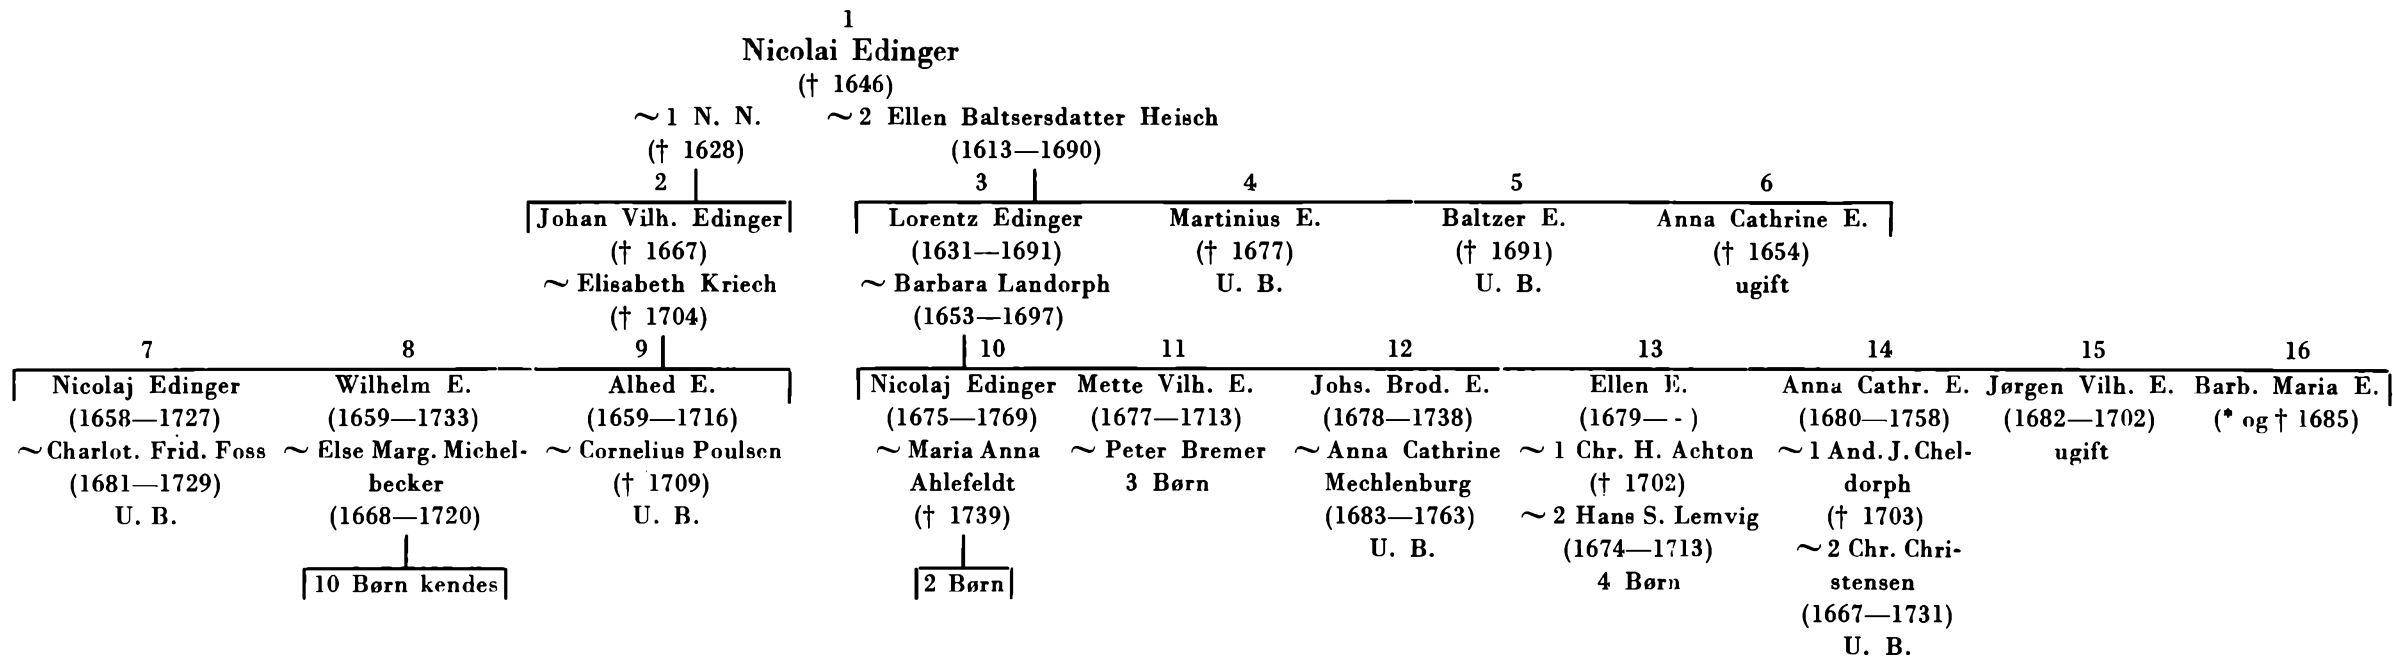 1
Nicolai Edinger
(† 1646)
~ 1 N. N. ~ 2 Ellen Baltsersdatter Heisch
(† 1628) (1613—1690)
2 3 4 5 6
Johan Vilh. Edinger Lorentz Edinger Martinius E. Baltzer E. Anna Cathrine E.
(† 1667) (1631—1691) († 1677) († 1691) († 1654)
~ Elisabeth Kriech ~ Barbara Landorph U. B. U. B. ugift
(† 1704) (1653—1697)
7 8 9 10 11 12 13 14 15 16
Nicolaj Edinger Wilhelm E. Alhed E. Nicolaj Edinger Mette Vilh. E. Johs. Brod. E. Ellen E. Anna Cathr. E. Jørgen Vilh. E. Barb. Maria E.
(1658—1727) (1659—1733) (1659—1716) (1675—1769) (1677—1713) (1678—1738) (1679— - ) (1680—1758) (1682—1702) (* og † 1685)
~ Charlot. Frid. Foss ~ Else Marg. Michel- ~ Cornelius Poulsen ~ Maria Anna ~ Peter Bremer ~ Anna Cathrine ~ 1 Chr. H. Achton ~ 1 And. J. Chel- ugift
(1681—1729) becker († 1709) Ahlefeldt 3 Børn Mechlenburg († 1702) dorph
U. B. (1668—1720) U. B. († 1739) (1683—1763) ~ 2 Hans S. Lemvig († 1703)
U. B. (1674—1713) ~ 2 Chr. Chri-
10 Børn kendes 2 Børn 4 Børn stensen
(1667—1731)
U. B.